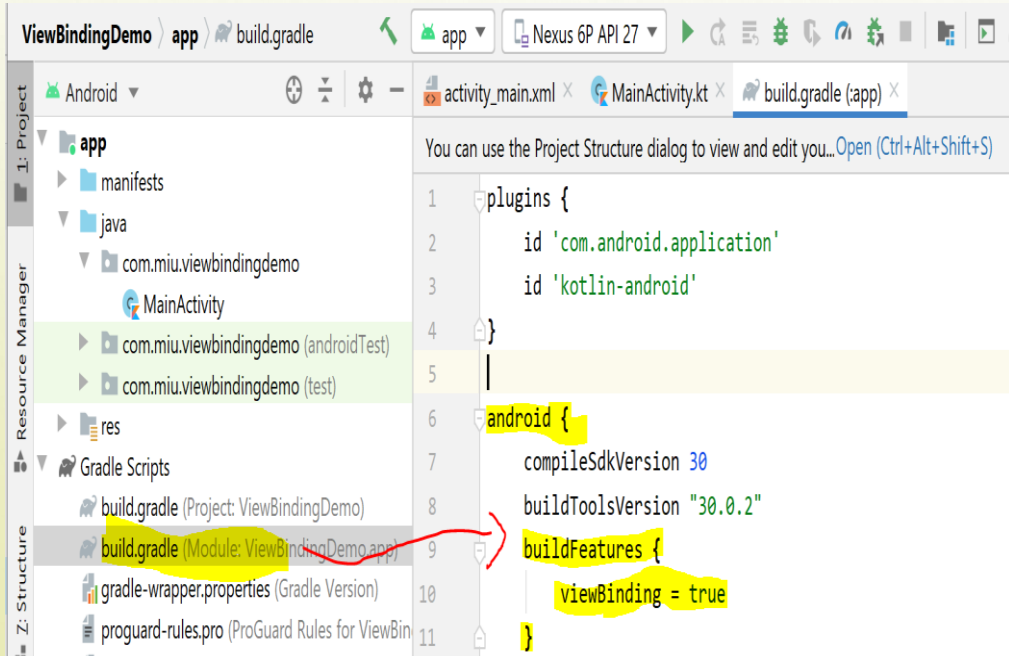 ViewBindingDemo app build.gradle
app
Nexus 6P API 27
1: Project
Resource Manager
Z: Structure
Android
app
manifests
java
com.miu.viewbindingdemo
MainActivity
com.miu.viewbindingdemo (androidTest)
com.miu.viewbindingdemo (test)
res
Gradle Scripts
build.gradle (Project: ViewBindingDemo)
build.gradle (Module: ViewBindingDemo.app)
gradle-wrapper.properties (Gradle Version)
proguard-rules.pro (ProGuard Rules for ViewBin
activity_main.xml
MainActivity.kt
build.gradle (:app)
You can use the Project Structure dialog to view and edit you... Open (Ctrl+Alt+Shift+S)
1 plugins {
2 id 'com.android.application'
3 id 'kotlin-android'
4 }
5
6 android {
7 compileSdkVersion 30
8 buildToolsVersion "30.0.2"
9 buildFeatures {
10 viewBinding = true
11 }